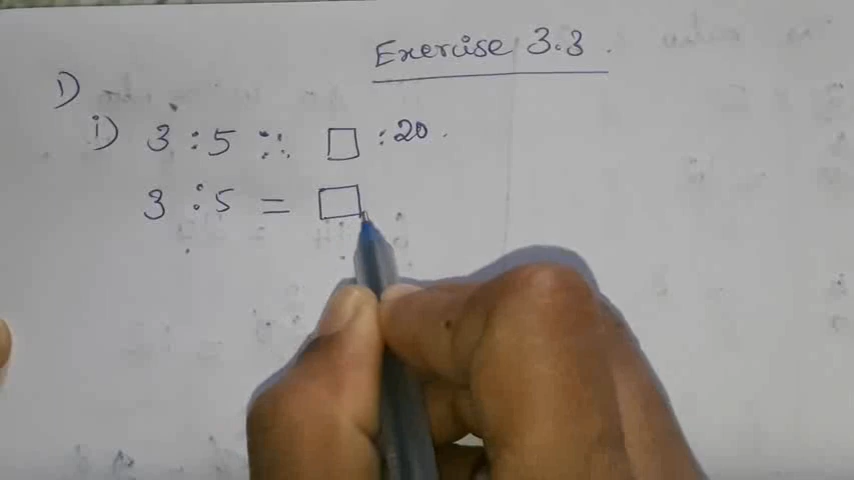 Exercise 3.3.
1)
i) 3 : 5 :: □ : 20.
3 : 5 = □